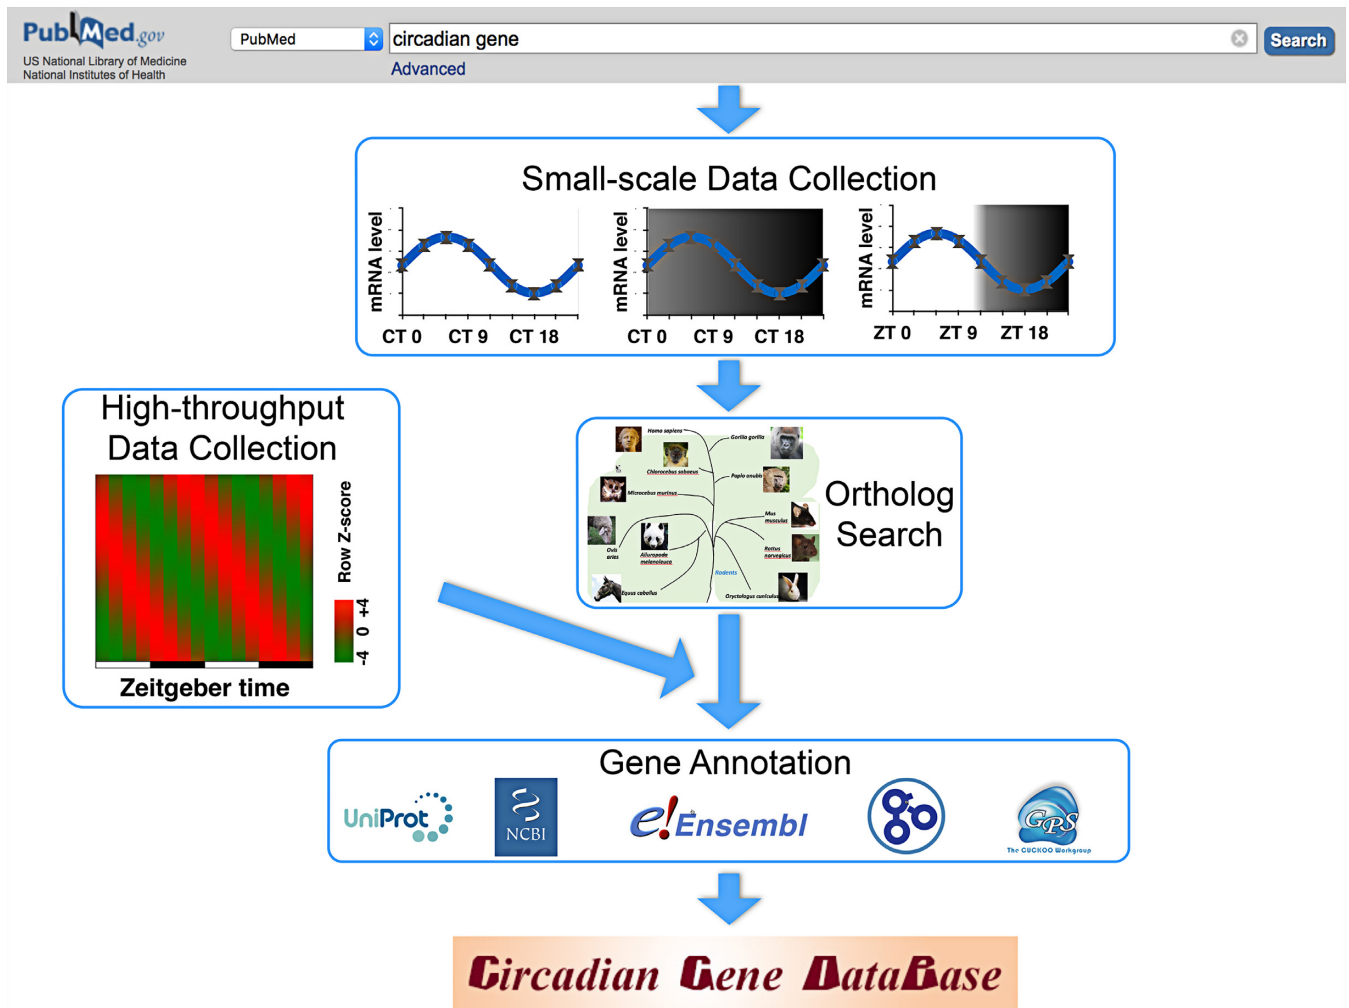 PubMed.gov
US National Library of Medicine
National Institutes of Health
PubMed
circadian gene
Search
Advanced
Small-scale Data Collection
mRNA level
CT 0 CT 9 CT 18
mRNA level
CT 0 CT 9 CT 18
mRNA level
ZT 0 ZT 9 ZT 18
High-throughput
Data Collection
Row Z-score
-4 0 +4
Zeitgeber time
Homo sapiens
Gorilla gorilla
Chlorocebus sabaeus
Papio anubis
Microcebus murinus
Mus
musculus
Ovis
aries
Ailuropoda
melanoleuca
Rattus
norvegicus
Rodents
Equus caballus
Oryctolagus cuniculus
Ortholog
Search
Gene Annotation
UniProt
NCBI
e!Ensembl
GPS
The CUCKOO Workgroup
Circadian Gene DataBase